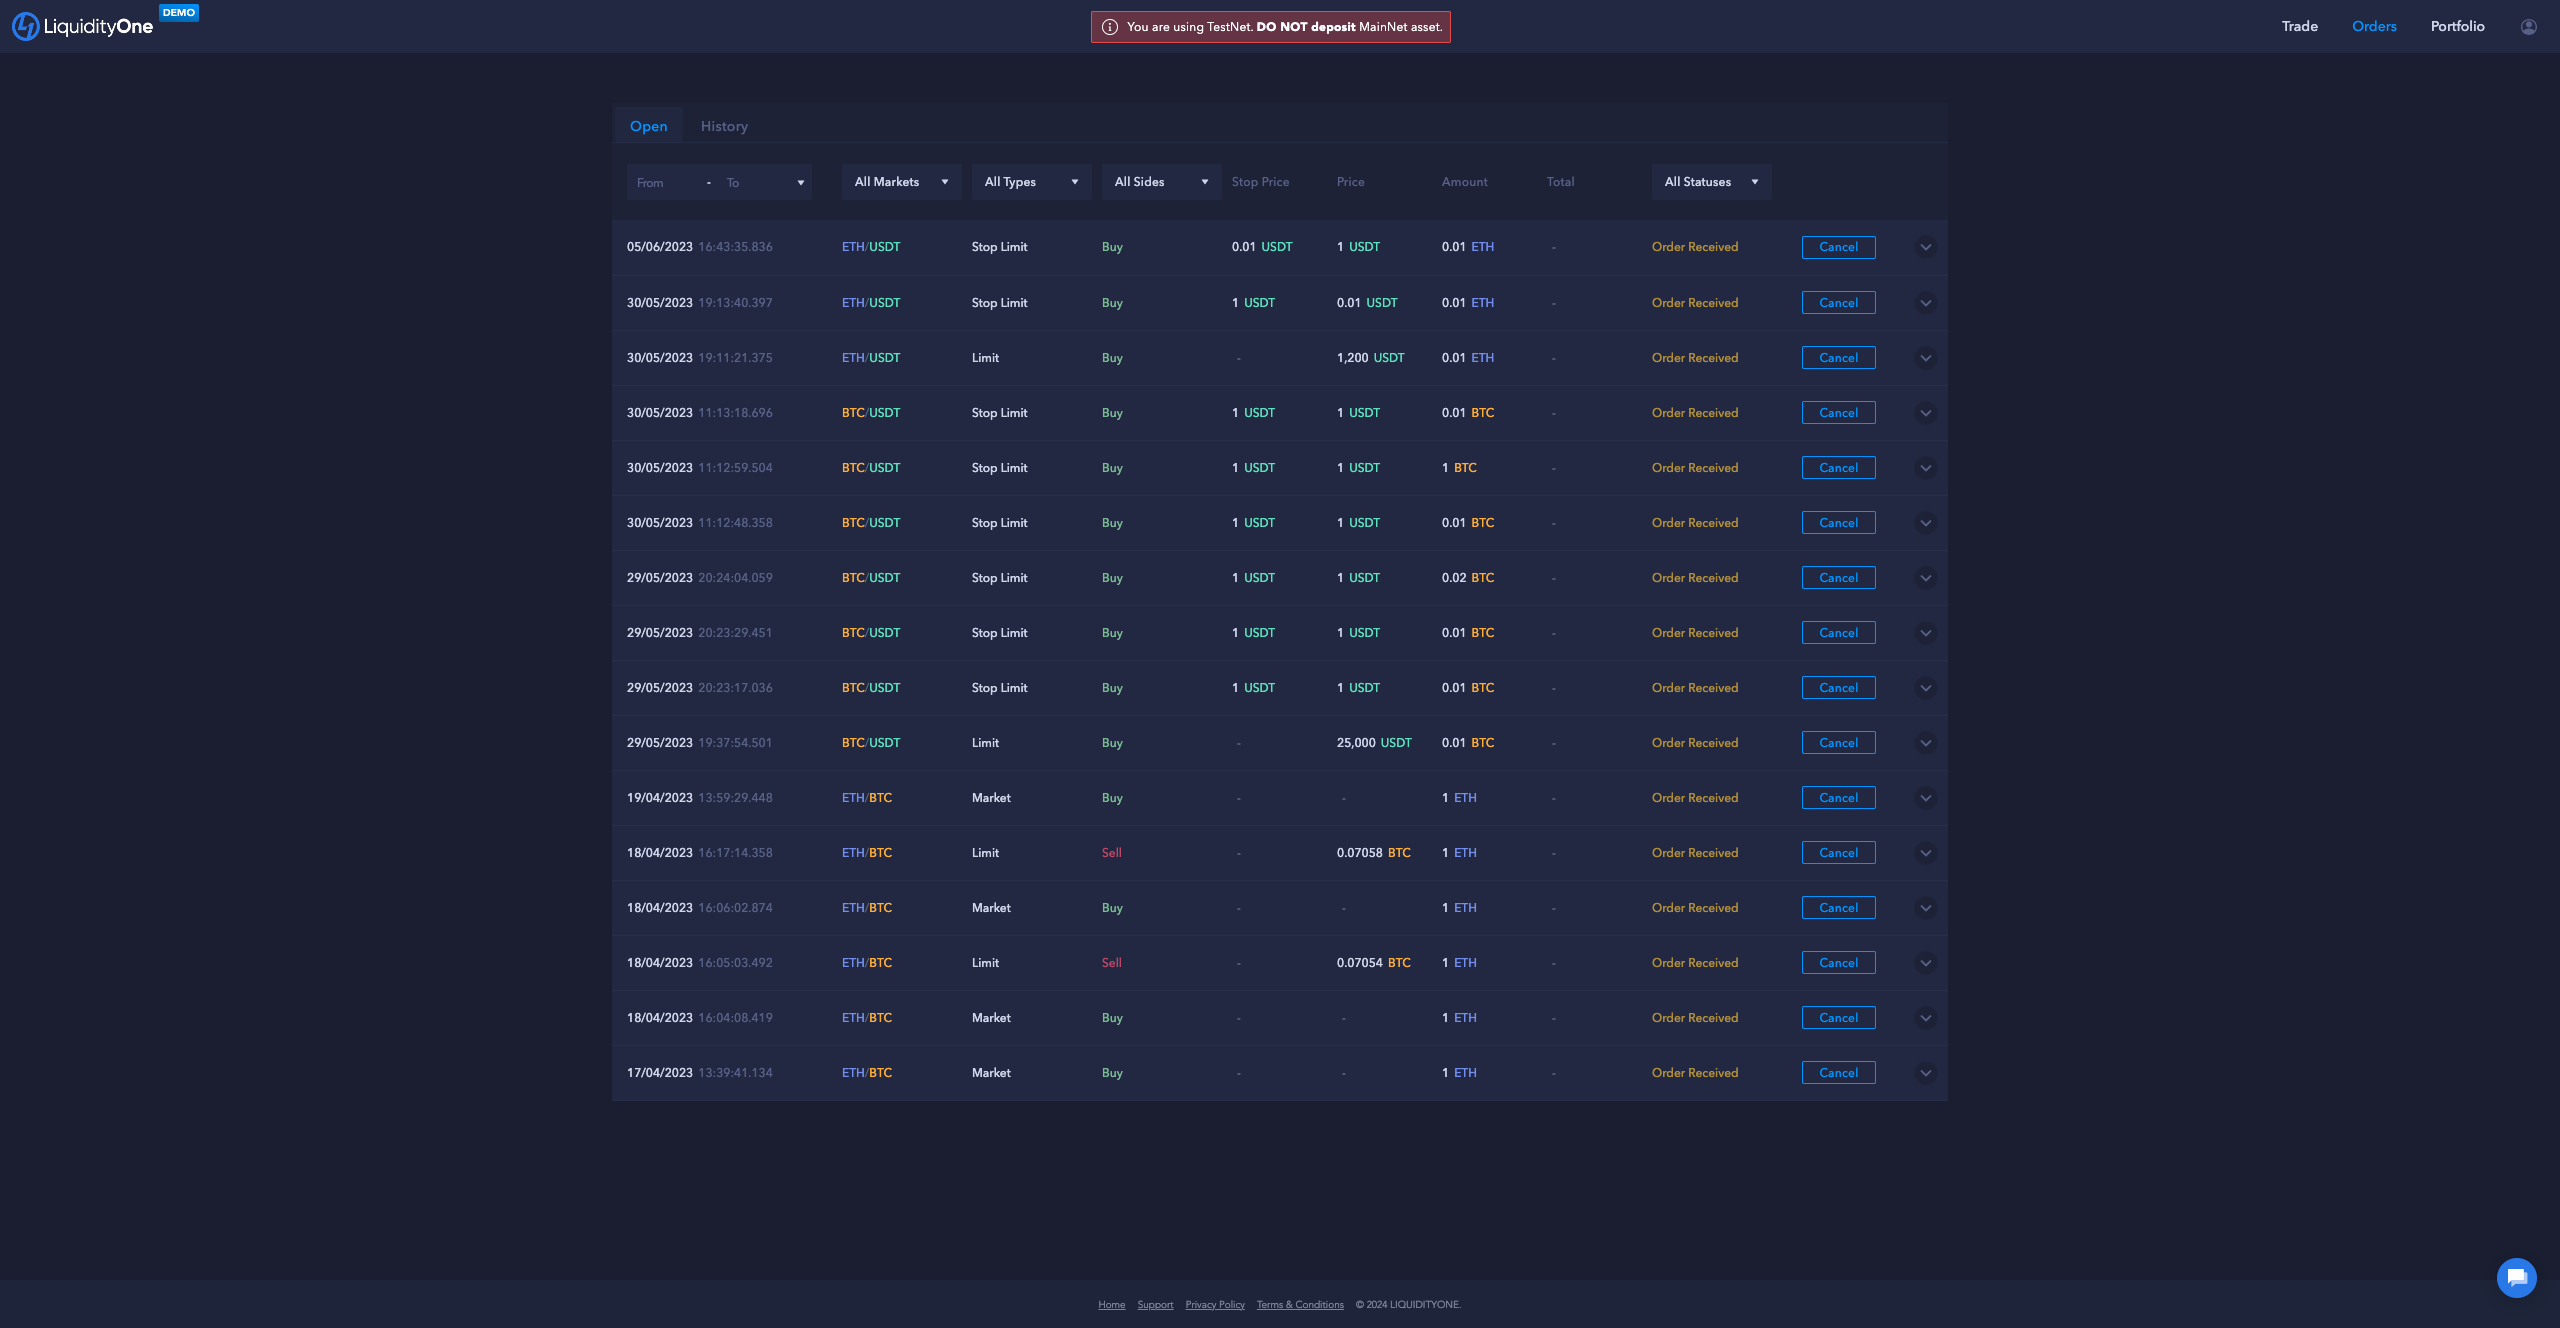 LiquidityOne DEMO
You are using TestNet. DO NOT deposit MainNet asset.
Trade Orders Portfolio
Open History
From - To All Markets All Types All Sides Stop Price Price Amount Total All Statuses
05/06/2023 16:43:35.836 ETH/USDT Stop Limit Buy 0.01 USDT 1 USDT 0.01 ETH - Order Received Cancel
30/05/2023 19:13:40.397 ETH/USDT Stop Limit Buy 1 USDT 0.01 USDT 0.01 ETH - Order Received Cancel
30/05/2023 19:11:21.375 ETH/USDT Limit Buy - 1,200 USDT 0.01 ETH - Order Received Cancel
30/05/2023 11:13:18.696 BTC/USDT Stop Limit Buy 1 USDT 1 USDT 0.01 BTC - Order Received Cancel
30/05/2023 11:12:59.504 BTC/USDT Stop Limit Buy 1 USDT 1 USDT 1 BTC - Order Received Cancel
30/05/2023 11:12:48.358 BTC/USDT Stop Limit Buy 1 USDT 1 USDT 0.01 BTC - Order Received Cancel
29/05/2023 20:24:04.059 BTC/USDT Stop Limit Buy 1 USDT 1 USDT 0.02 BTC - Order Received Cancel
29/05/2023 20:23:29.451 BTC/USDT Stop Limit Buy 1 USDT 1 USDT 0.01 BTC - Order Received Cancel
29/05/2023 20:23:17.036 BTC/USDT Stop Limit Buy 1 USDT 1 USDT 0.01 BTC - Order Received Cancel
29/05/2023 19:37:54.501 BTC/USDT Limit Buy - 25,000 USDT 0.01 BTC - Order Received Cancel
19/04/2023 13:59:29.448 ETH/BTC Market Buy - - 1 ETH - Order Received Cancel
18/04/2023 16:17:14.358 ETH/BTC Limit Sell - 0.07058 BTC 1 ETH - Order Received Cancel
18/04/2023 16:06:02.874 ETH/BTC Market Buy - - 1 ETH - Order Received Cancel
18/04/2023 16:05:03.492 ETH/BTC Limit Sell - 0.07054 BTC 1 ETH - Order Received Cancel
18/04/2023 16:04:08.419 ETH/BTC Market Buy - - 1 ETH - Order Received Cancel
17/04/2023 13:39:41.134 ETH/BTC Market Buy - - 1 ETH - Order Received Cancel
Home Support Privacy Policy Terms & Conditions © 2024 LIQUIDITYONE.